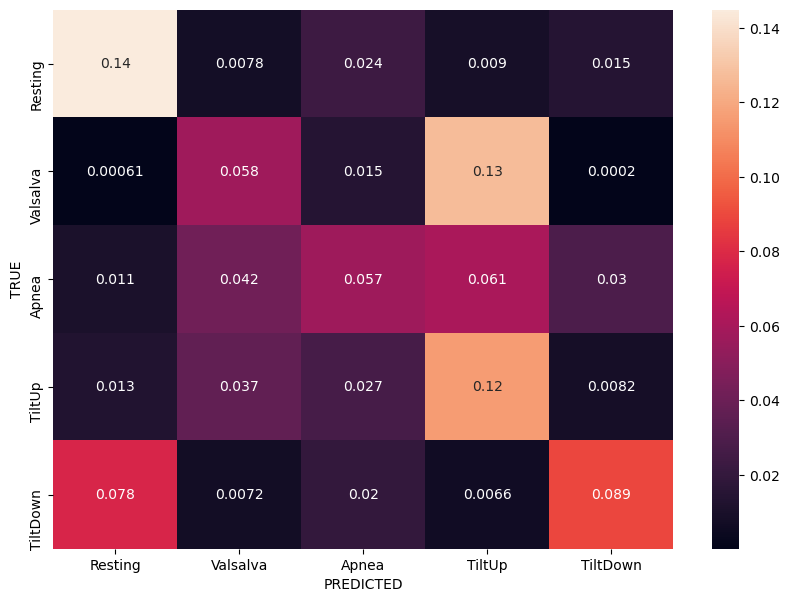 0.14 0.0078 0.024 0.009 0.015
0.00061 0.058 0.015 0.13 0.0002
0.011 0.042 0.057 0.061 0.03
0.013 0.037 0.027 0.12 0.0082
0.078 0.0072 0.02 0.0066 0.089
Resting
Valsalva
Apnea
TiltUp
TiltDown
TRUE
Resting Valsalva Apnea TiltUp TiltDown
PREDICTED
0.14
0.12
0.10
0.08
0.06
0.04
0.02